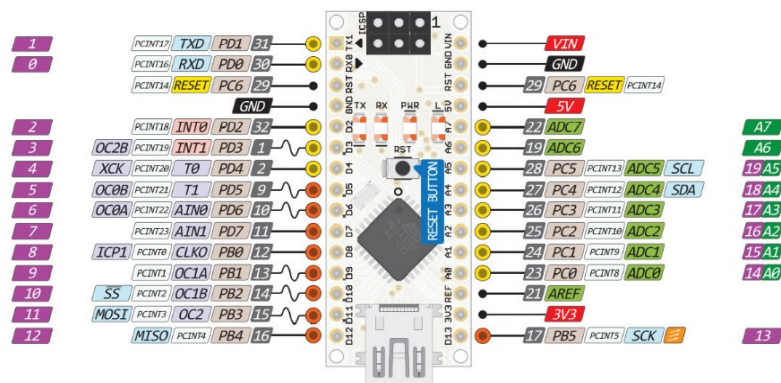 ICSP 1
1 PCINT17 TXD PD1 31 TX1 VIN VIN
0 PCINT16 RXD PD0 30 RX0 GND GND
PCINT14 RESET PC6 29 RST RST 29 PC6 RESET PCINT14
GND GND 5V 5V
2 PCINT18 INT0 PD2 32 D2 TX RX PWR L A7 22 ADC7 A7
3 OC2B PCINT19 INT1 PD3 1 D3 A6 19 ADC6 A6
RST
4 XCK PCINT20 T0 PD4 2 D4 A5 28 PC5 PCINT13 ADC5 SCL 19 A5
5 OC0B PCINT21 T1 PD5 9 D5 A4 27 PC4 PCINT12 ADC4 SDA 18 A4
6 OC0A PCINT22 AIN0 PD6 10 D6 A3 26 PC3 PCINT11 ADC3 17 A3
RESET BUTTON
7 PCINT23 AIN1 PD7 11 D7 A2 25 PC2 PCINT10 ADC2 16 A2
8 ICP1 PCINT0 CLKO PB0 12 D8 A1 24 PC1 PCINT9 ADC1 15 A1
9 PCINT1 OC1A PB1 13 D9 A0 23 PC0 PCINT8 ADC0 14 A0
10 SS PCINT2 OC1B PB2 14 D10 REF 21 AREF
11 MOSI PCINT3 OC2 PB3 15 D11 3V3 3V3
12 MISO PCINT4 PB4 16 D12 D13 17 PB5 PCINT5 SCK 13